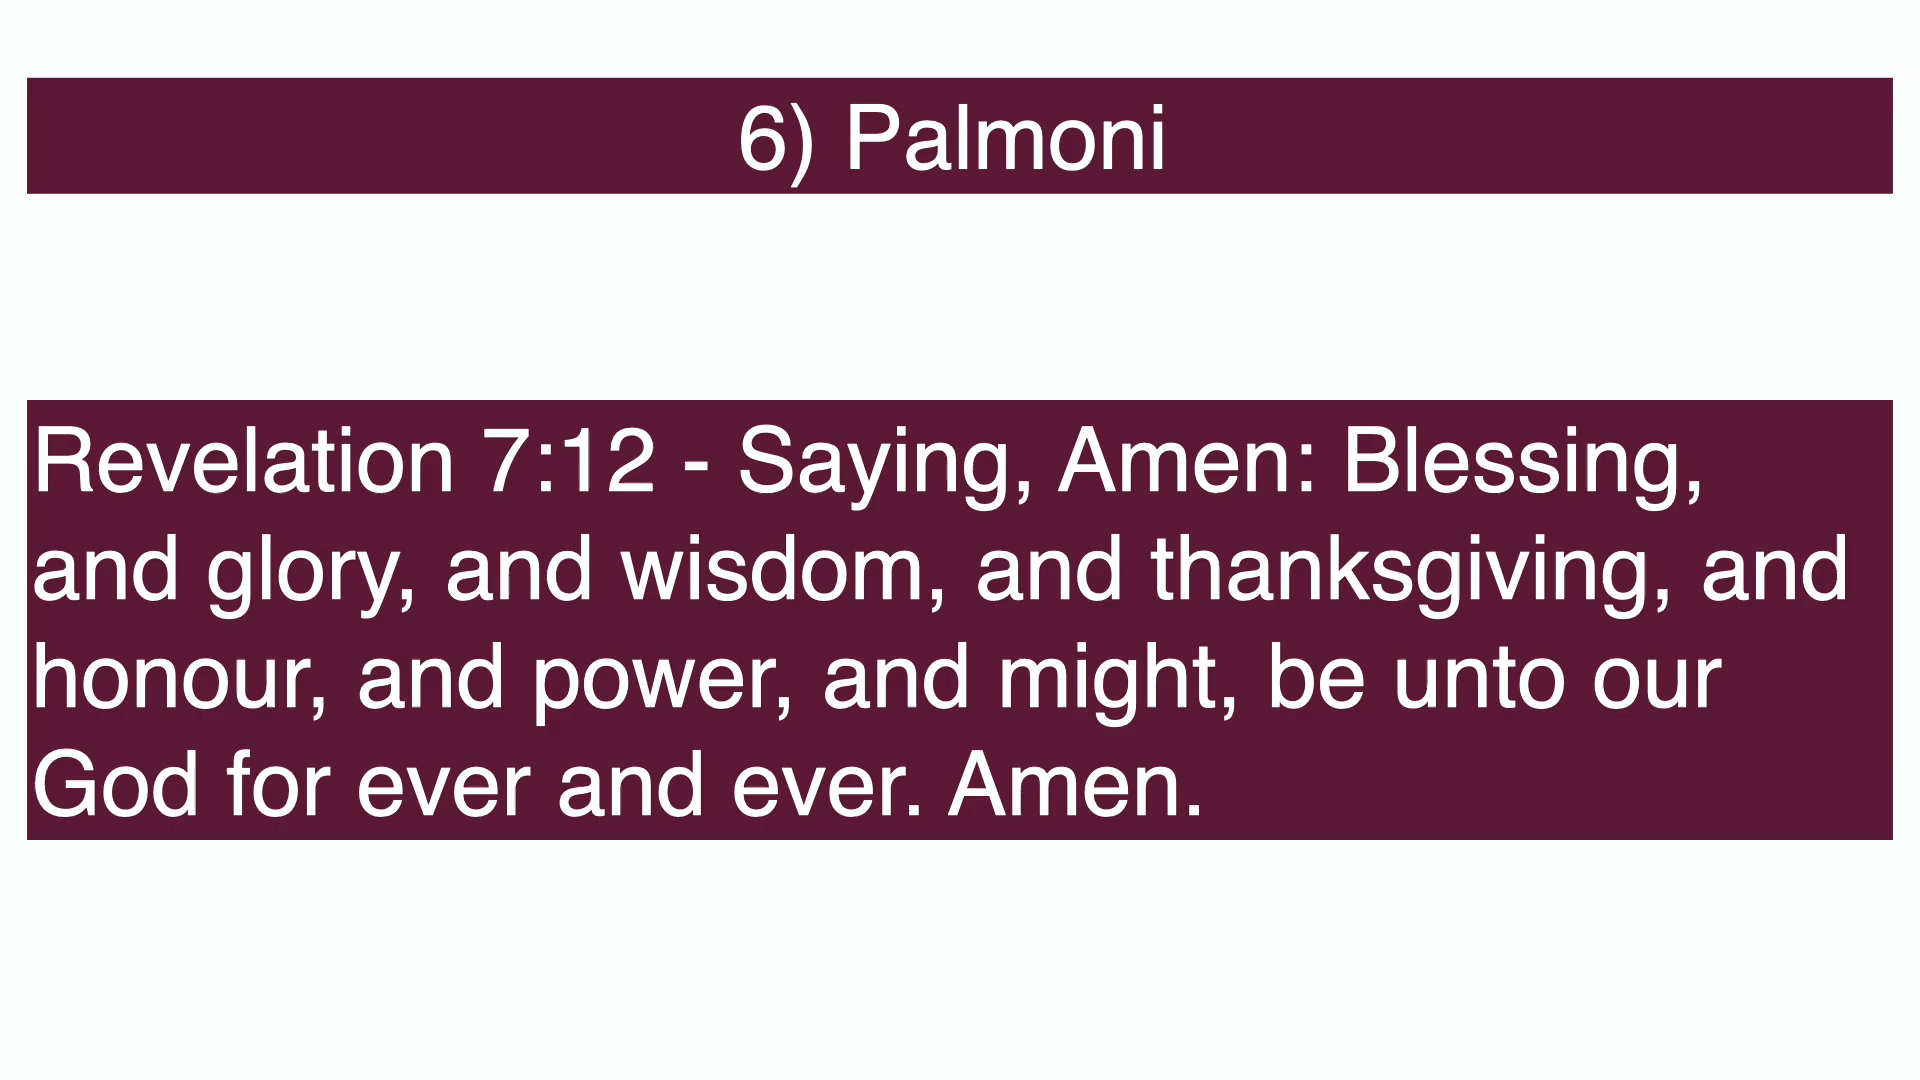 6) Palmoni
Revelation 7:12 - Saying, Amen: Blessing,
and glory, and wisdom, and thanksgiving, and
honour, and power, and might, be unto our
God for ever and ever. Amen.